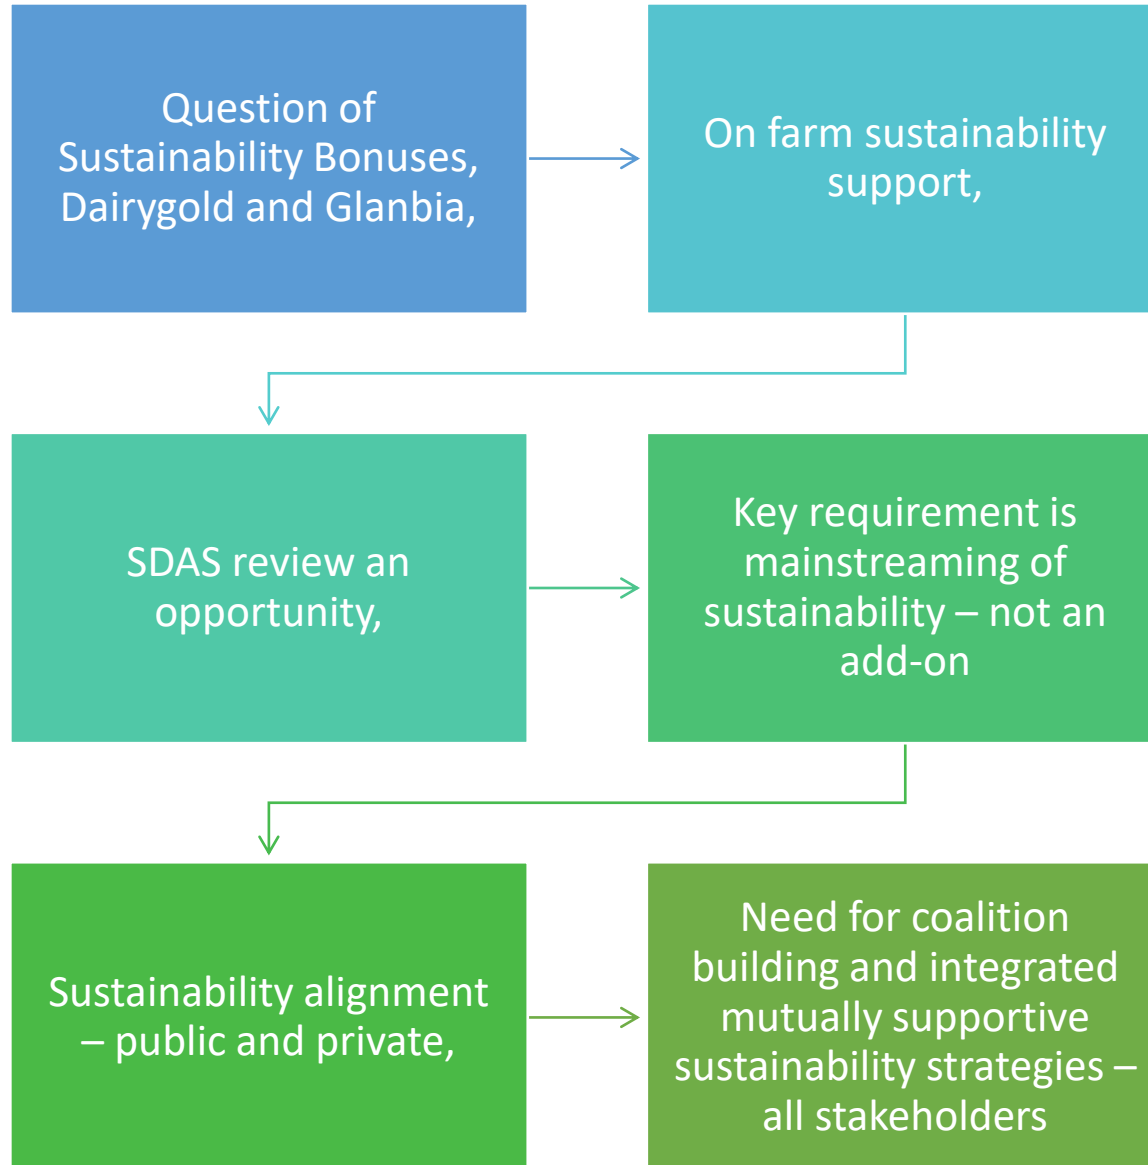 Question of
Sustainability Bonuses,
Dairygold and Glanbia,
On farm sustainability
support,
SDAS review an
opportunity,
Key requirement is
mainstreaming of
sustainability – not an
add-on
Sustainability alignment
– public and private,
Need for coalition
building and integrated
mutually supportive
sustainability strategies –
all stakeholders